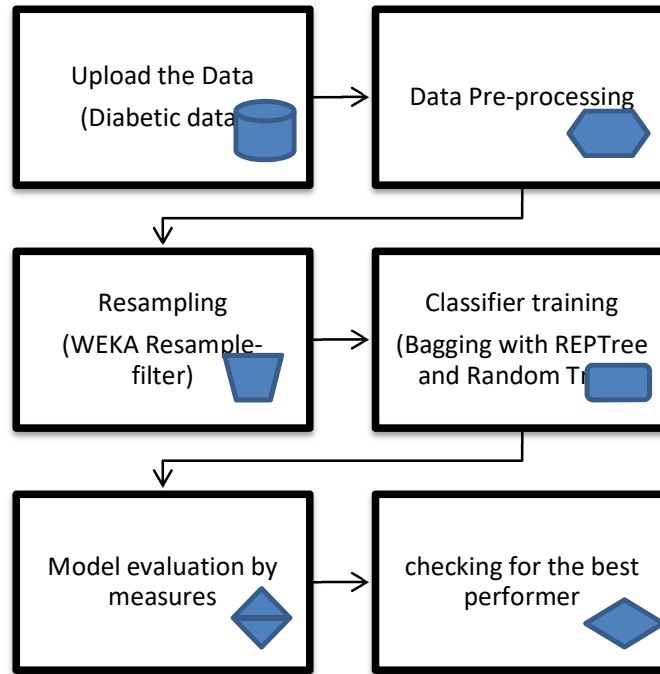 Upload the Data
(Diabetic data
Data Pre-processing
Resampling
(WEKA Resample-
filter)
Classifier training
(Bagging with REPTree
and Random Tr
Model evaluation by
measures
checking for the best
performer